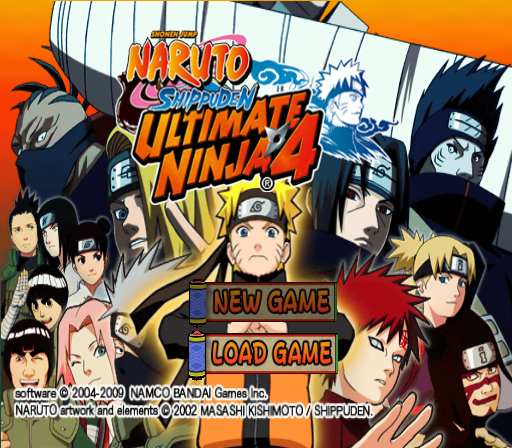 SHONEN JUMP
NARUTO
SHIPPUDEN
ULTIMATE
NINJA 4
®
NEW GAME
LOAD GAME
software © 2004-2009 NAMCO BANDAI Games Inc.
NARUTO artwork and elements © 2002 MASASHI KISHIMOTO / SHIPPUDEN.